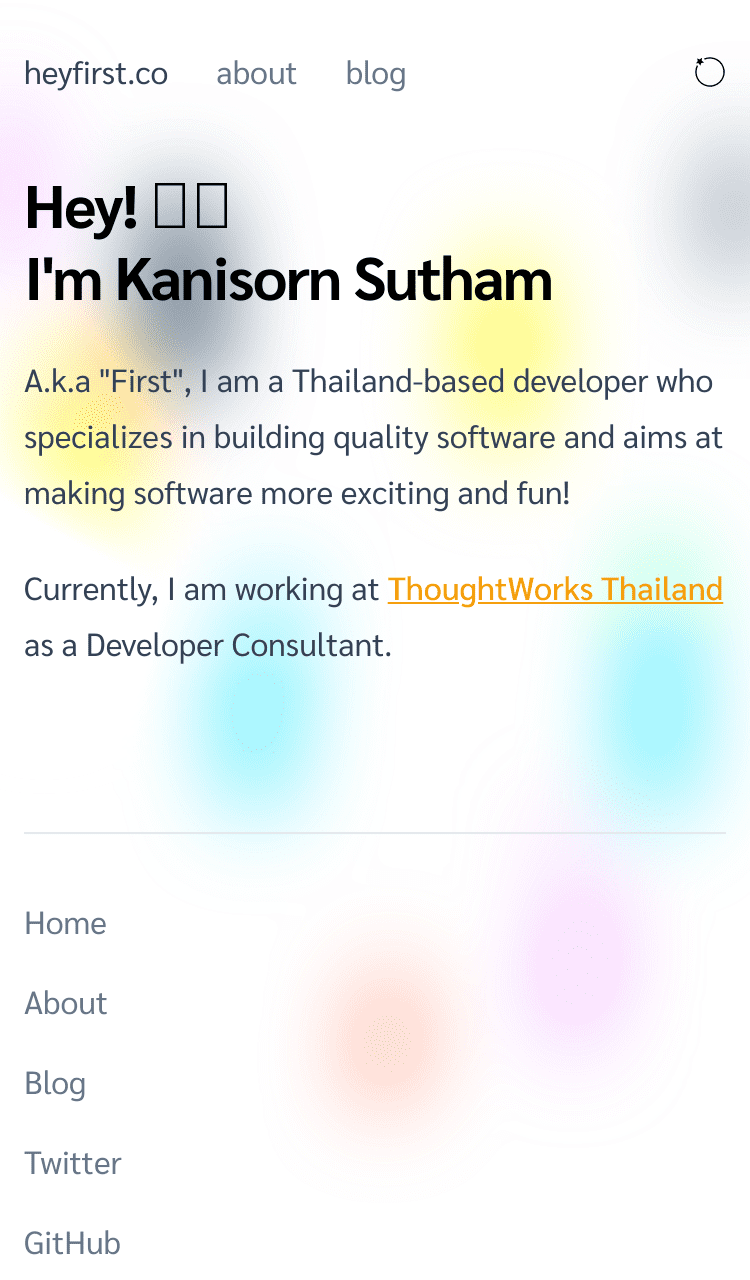 heyfirst.co about blog
Hey!
I'm Kanisorn Sutham
A.k.a "First", I am a Thailand-based developer who
specializes in building quality software and aims at
making software more exciting and fun!
Currently, I am working at ThoughtWorks Thailand
as a Developer Consultant.
Home
About
Blog
Twitter
GitHub